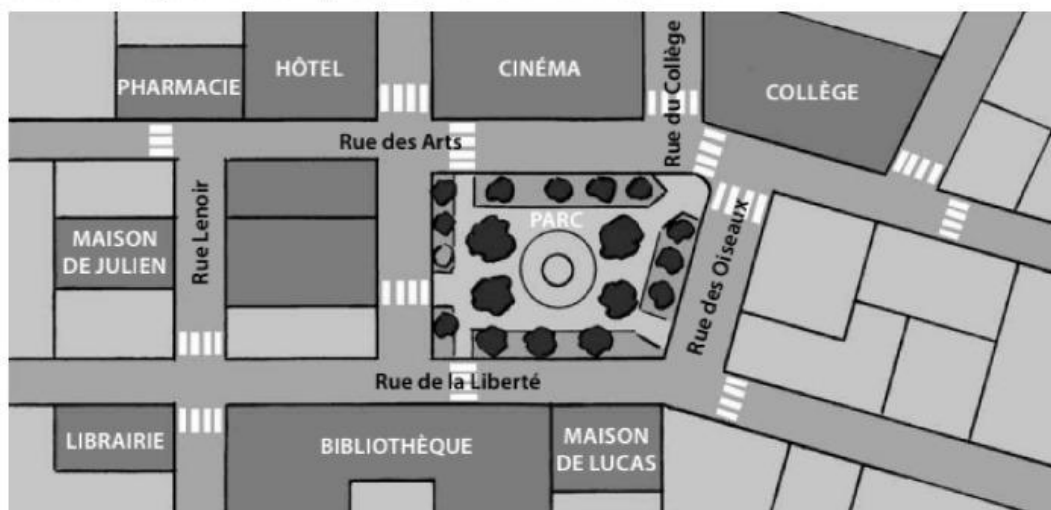 HÔTEL
CINÉMA
PHARMACIE
COLLÈGE
Rue du Collège
Rue des Arts
PARC
MAISON
DE JULIEN
Rue Lenoir
Rue des Oiseaux
Rue de la Liberté
LIBRAIRIE
BIBLIOTHÈQUE
MAISON
DE LUCAS